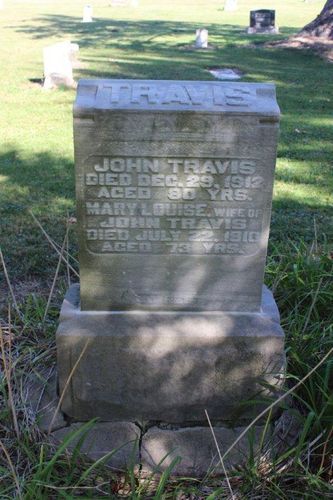 TRAVIS
JOHN TRAVIS
DIED DEC. 29, 1912
AGED 80 YRS.
MARY LOUISE, WIFE OF
JOHN TRAVIS
DIED JULY 22, 1910
AGED 73 YRS.